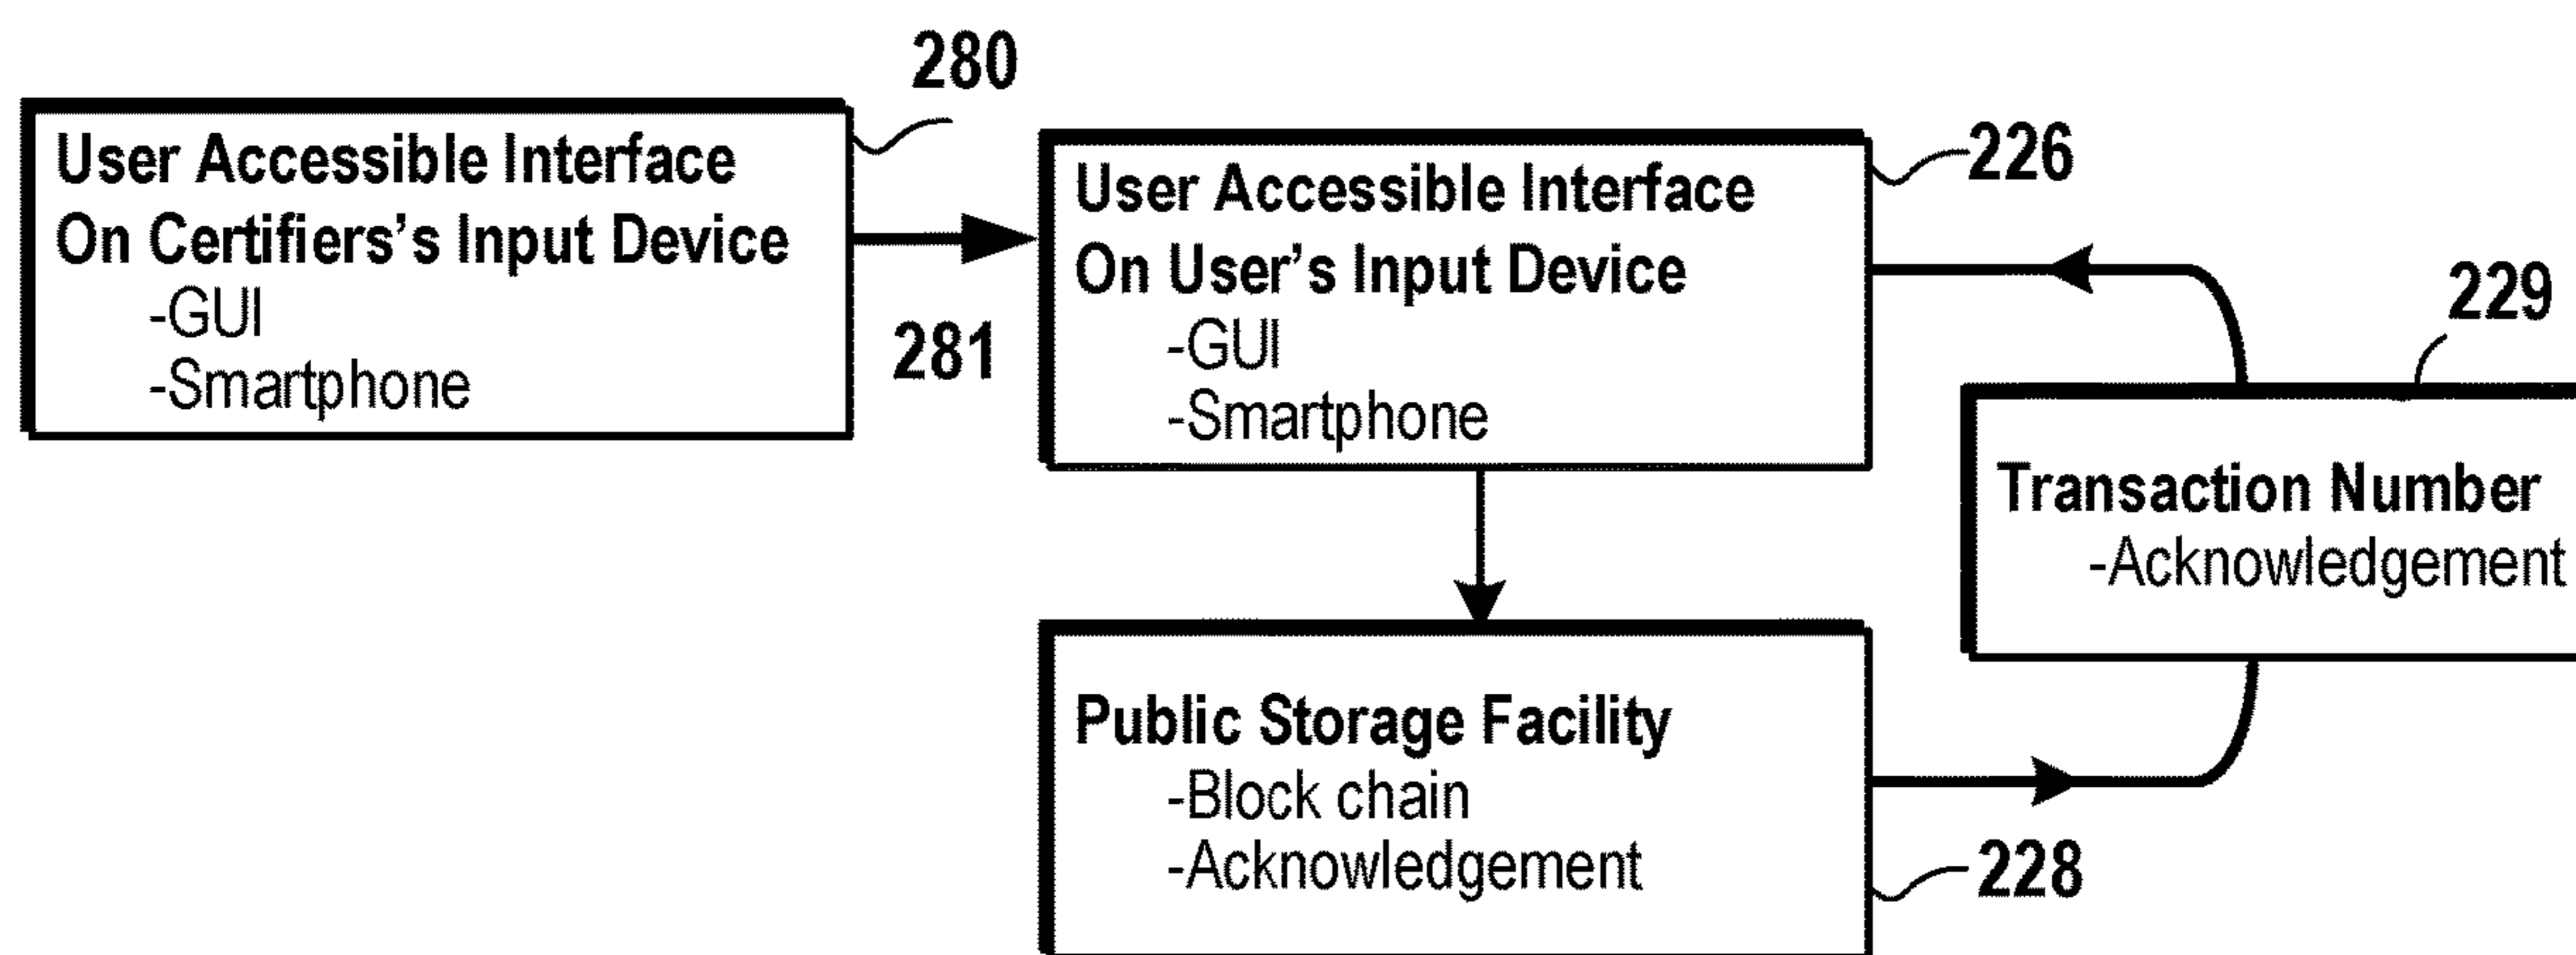 280
User Accessible Interface
On Certifiers's Input Device
-GUI
-Smartphone
281
226
User Accessible Interface
On User's Input Device
-GUI
-Smartphone
229
Transaction Number
-Acknowledgement
Public Storage Facility
-Block chain
-Acknowledgement
228